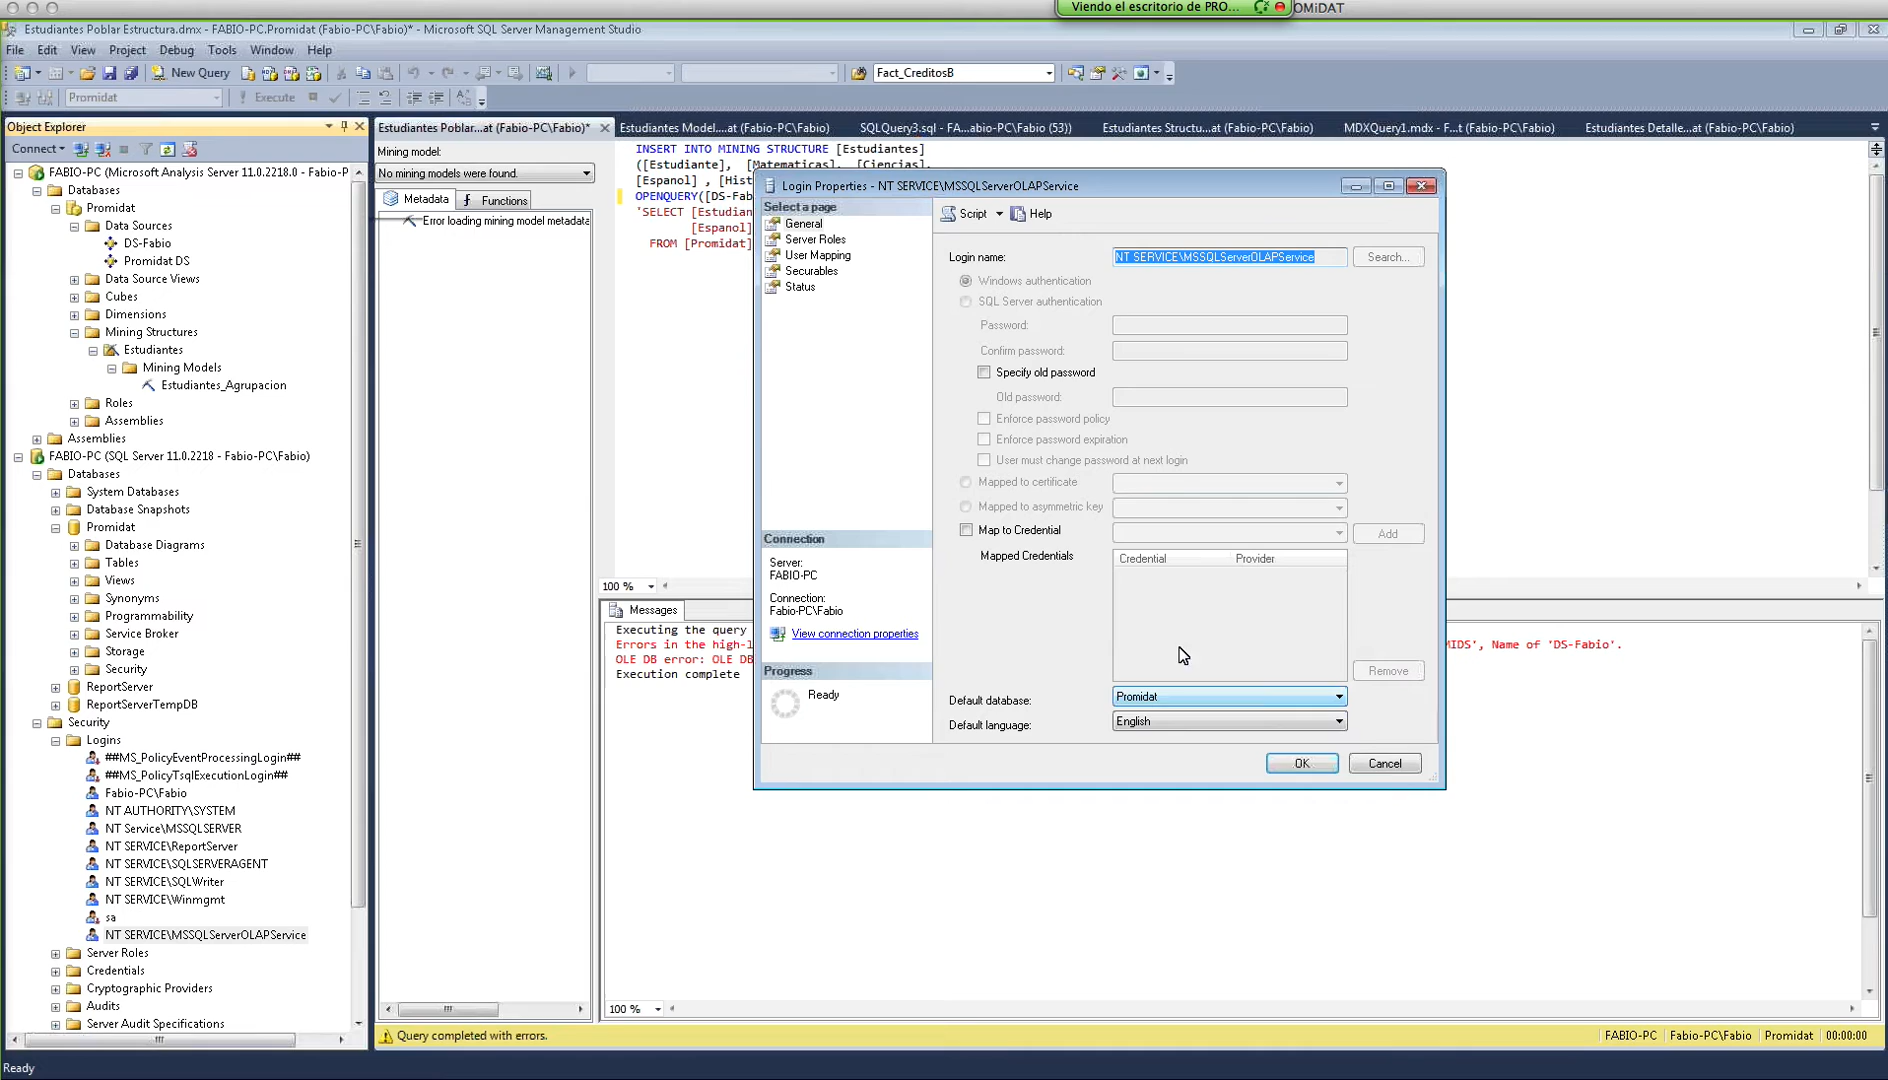 Viendo el escritorio de PRO...
OMiDAT
Estudiantes Poblar Estructura.dmx - FABIO-PC.Promidat (Fabio-PC\Fabio)* - Microsoft SQL Server Management Studio
File Edit View Project Debug Tools Window Help
New Query
Fact_CreditosB
Promidat
Execute
Object Explorer
Connect
FABIO-PC (Microsoft Analysis Server 11.0.2218.0 - Fabio-P
Databases
Promidat
Data Sources
DS-Fabio
Promidat DS
Data Source Views
Cubes
Dimensions
Mining Structures
Estudiantes
Mining Models
Estudiantes_Agrupacion
Roles
Assemblies
Assemblies
FABIO-PC (SQL Server 11.0.2218 - Fabio-PC\Fabio)
Databases
System Databases
Database Snapshots
Promidat
Database Diagrams
Tables
Views
Synonyms
Programmability
Service Broker
Storage
Security
ReportServer
ReportServerTempDB
Security
Logins
##MS_PolicyEventProcessingLogin##
##MS_PolicyTsqlExecutionLogin##
Fabio-PC\Fabio
NT AUTHORITY\SYSTEM
NT Service\MSSQLSERVER
NT SERVICE\ReportServer
NT SERVICE\SQLSERVERAGENT
NT SERVICE\SQLWriter
NT SERVICE\Winmgmt
sa
NT SERVICE\MSSQLServerOLAPService
Server Roles
Credentials
Cryptographic Providers
Audits
Server Audit Specifications
Estudiantes Poblar...at (Fabio-PC\Fabio)*
Estudiantes Model....at (Fabio-PC\Fabio)
SQLQuery3.sql - FA...abio-PC\Fabio (53))
Estudiantes Structu...at (Fabio-PC\Fabio)
MDXQuery1.mdx - F...t (Fabio-PC\Fabio)
Estudiantes Detalle...at (Fabio-PC\Fabio)
Mining model:
No mining models were found.
Metadata
Functions
Error loading mining model metadata
INSERT INTO MINING STRUCTURE [Estudiantes]
([Estudiante], [Matematicas], [Ciencias],
[Espanol] , [Hist
OPENQUERY([DS-Fab
'SELECT [Estudian
[Espanol]
FROM [Promidat]
100 %
Messages
Executing the query
Errors in the high-l
MIDS', Name of 'DS-Fabio'.
OLE DB error: OLE DB
Execution complete
100 %
Login Properties - NT SERVICE\MSSQLServerOLAPService
Select a page
General
Server Roles
User Mapping
Securables
Status
Connection
Server:
FABIO-PC
Connection:
Fabio-PC\Fabio
View connection properties
Progress
Ready
Script
Help
Login name:
NT SERVICE\MSSQLServerOLAPService
Search...
Windows authentication
SQL Server authentication
Password:
Confirm password:
Specify old password
Old password:
Enforce password policy
Enforce password expiration
User must change password at next login
Mapped to certificate
Mapped to asymmetric key
Map to Credential
Add
Mapped Credentials
Credential Provider
Remove
Default database:
Promidat
Default language:
English
OK
Cancel
Query completed with errors.
FABIO-PC
Fabio-PC\Fabio
Promidat
00:00:00
Ready